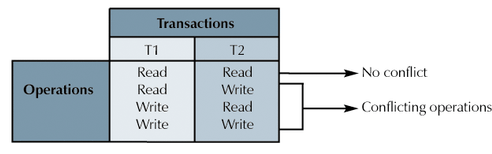 Transactions
T1 T2
Operations
Read Read No conflict
Read Write
Write Read Conflicting operations
Write Write